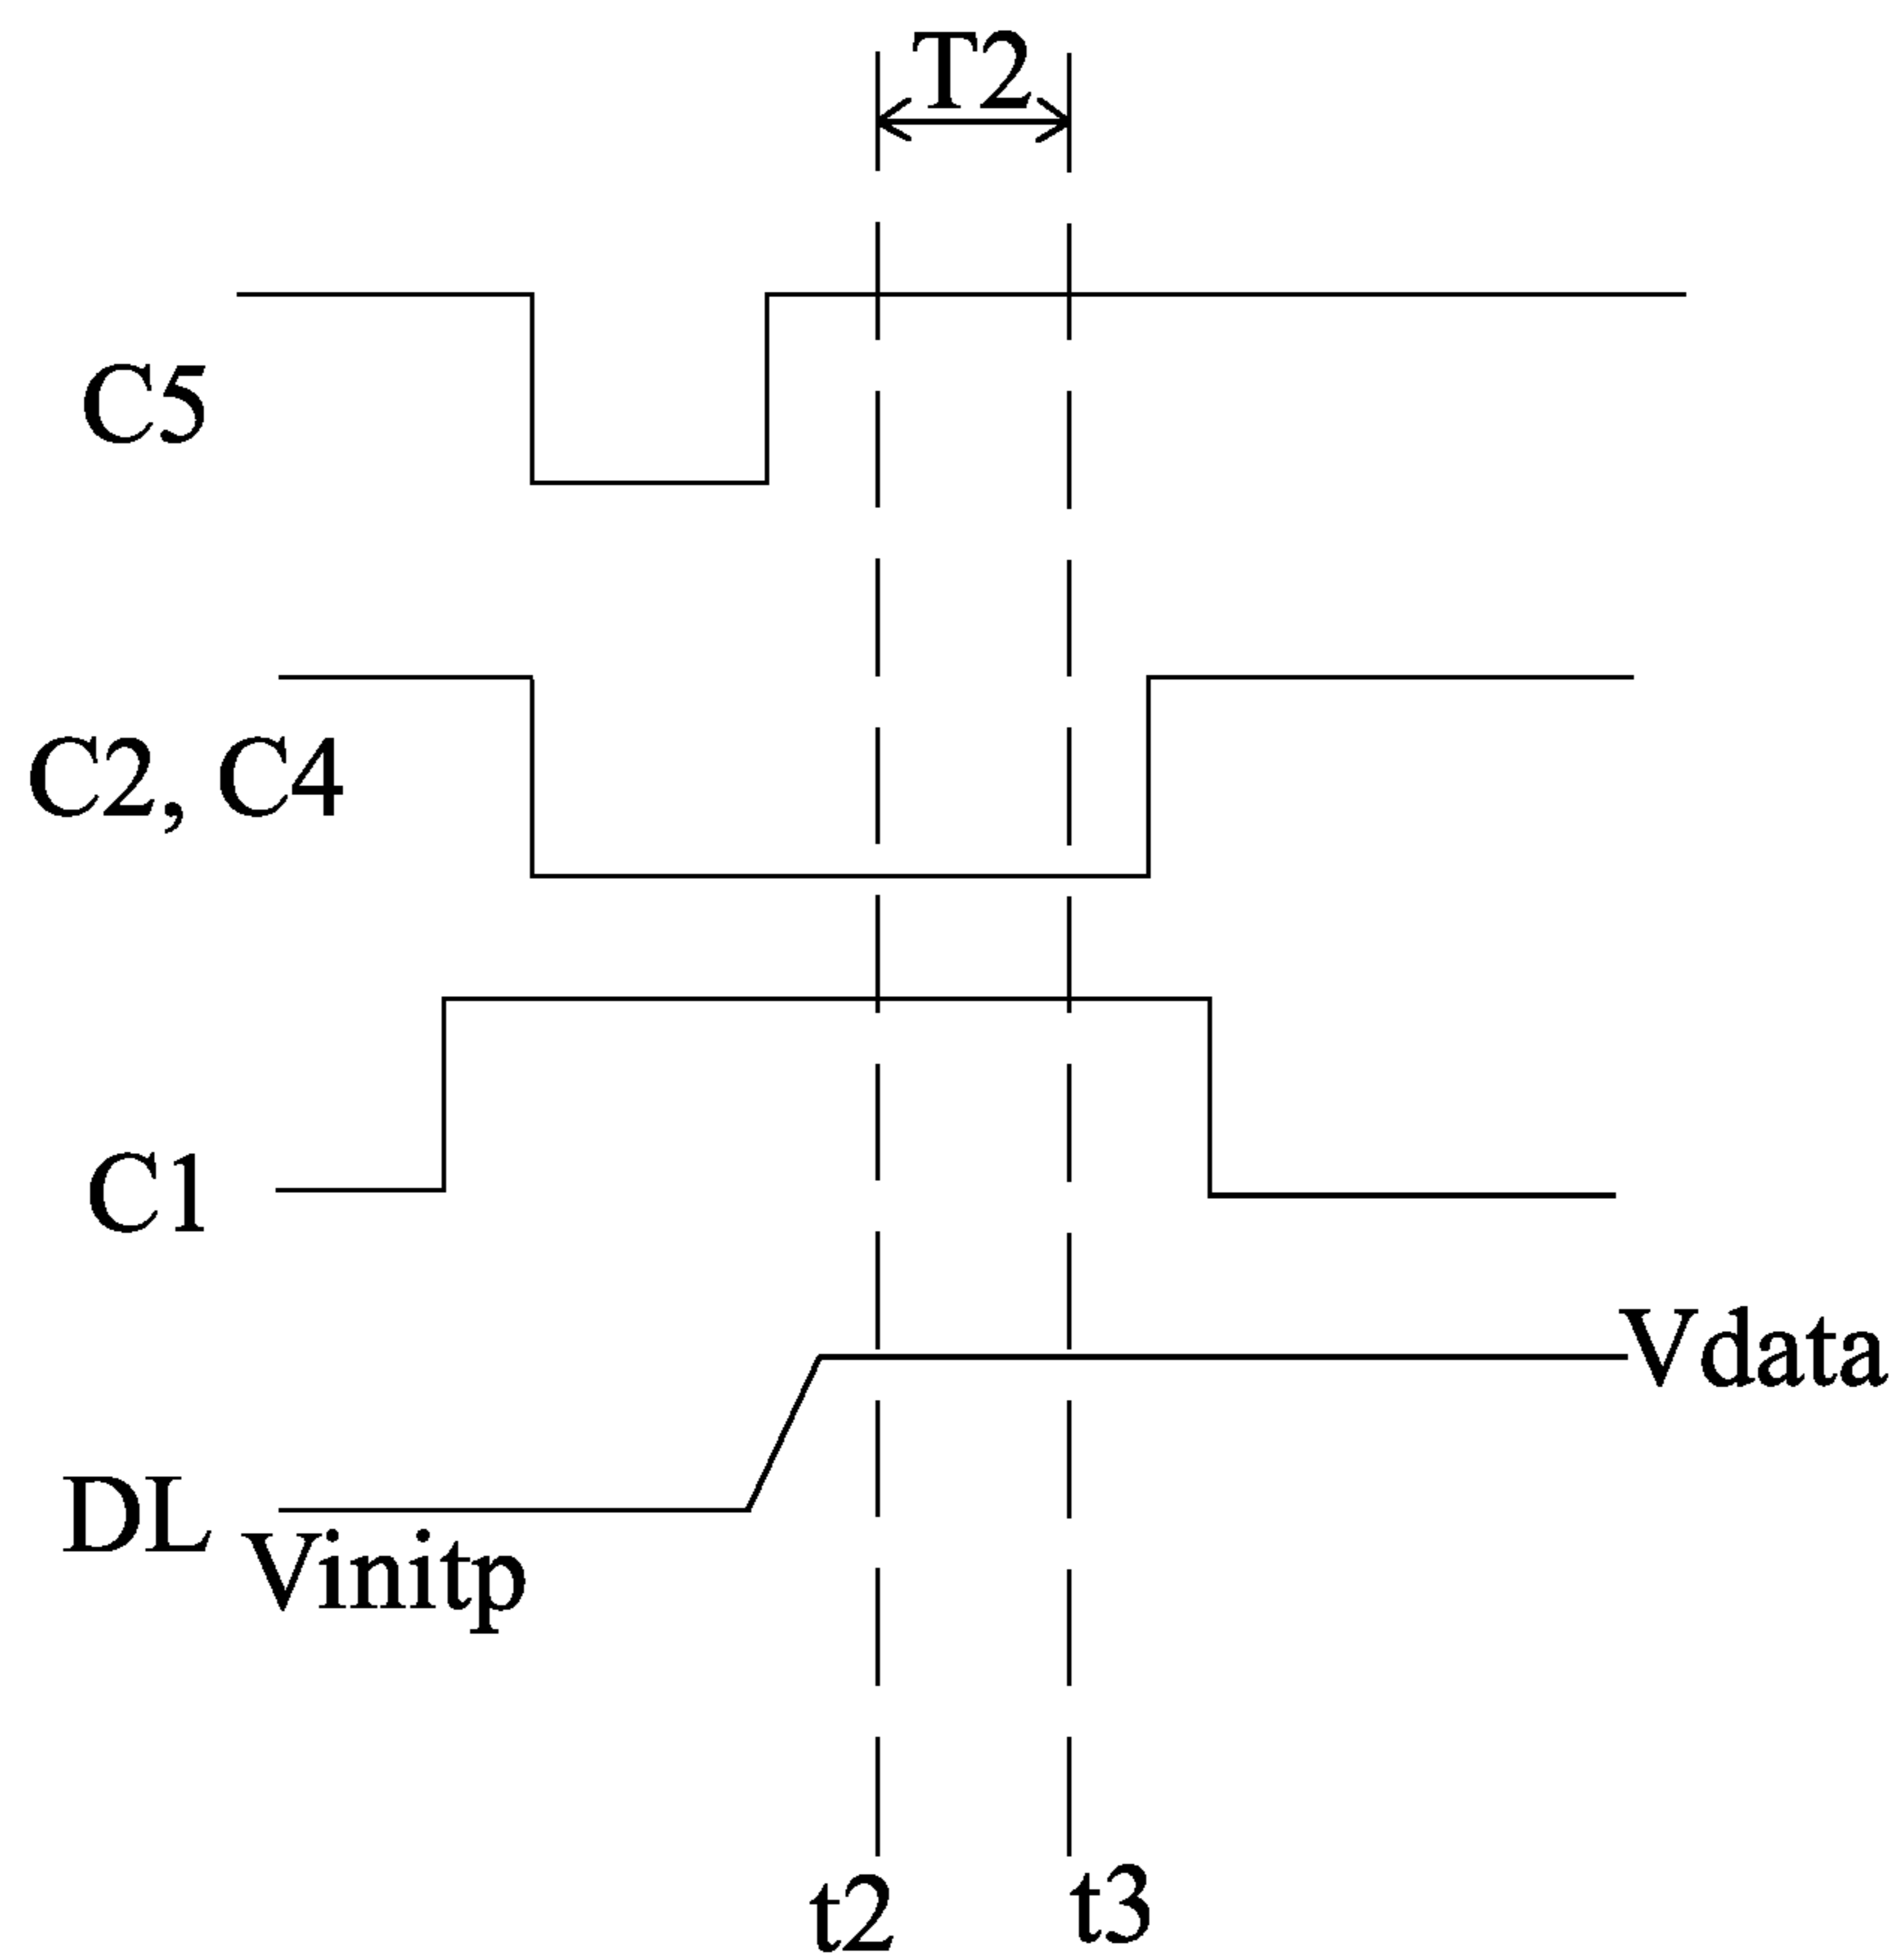 T2
C5
C2, C4
C1
Vdata
DL
Vinitp
t2
t3